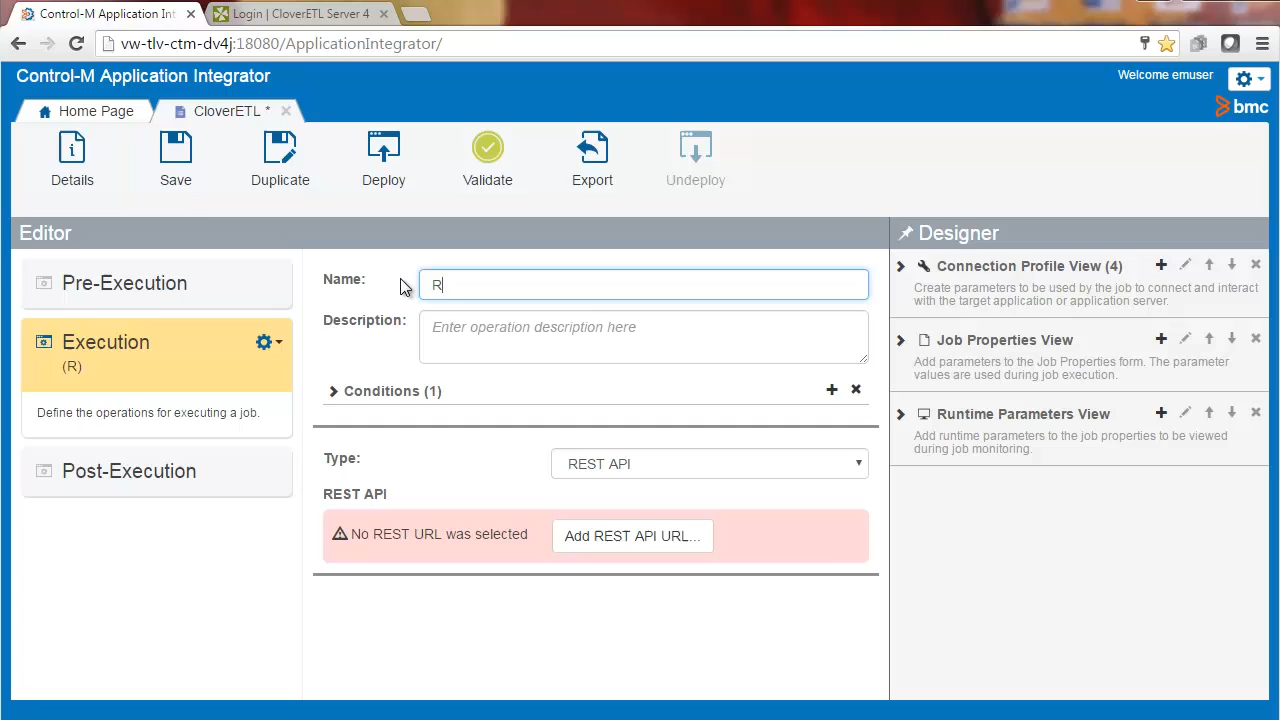 Control-M Application Int
Login | CloverETL Server 4
vw-tlv-ctm-dv4j:18080/ApplicationIntegrator/
Control-M Application Integrator
Welcome emuser
bmc
Home Page
CloverETL *
Details
Save
Duplicate
Deploy
Validate
Export
Undeploy
Editor
Pre-Execution
Execution
(R)
Define the operations for executing a job.
Post-Execution
Name:
R
Description:
Enter operation description here
Conditions (1)
Type:
REST API
REST API
No REST URL was selected
Add REST API URL...
Designer
Connection Profile View (4)
Create parameters to be used by the job to connect and interact
with the target application or application server.
Job Properties View
Add parameters to the Job Properties form. The parameter
values are used during job execution.
Runtime Parameters View
Add runtime parameters to the job properties to be viewed
during job monitoring.